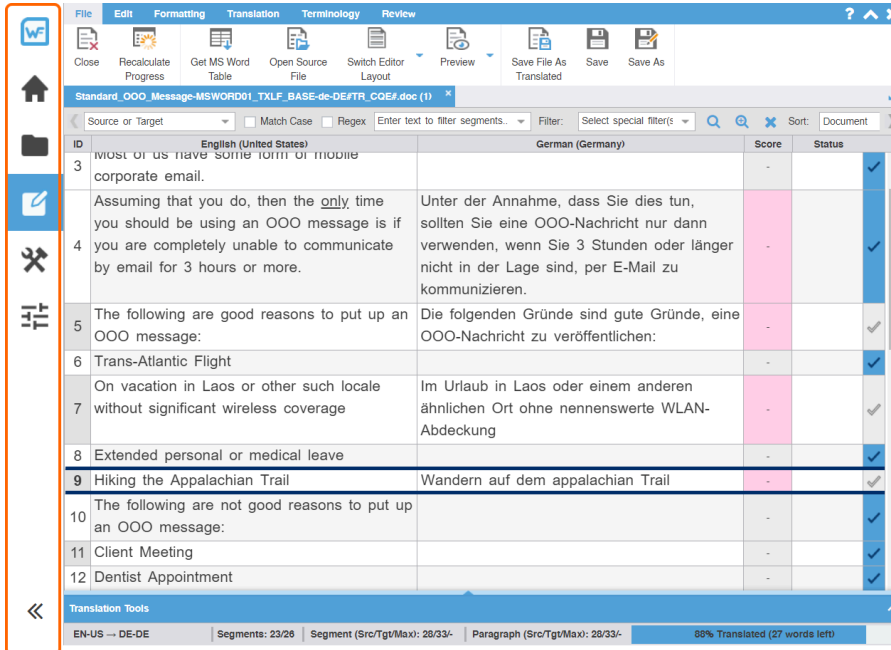 WF
File Edit Formatting Translation Terminology Review ?
Close Recalculate Progress Get MS Word Table Open Source File Switch Editor Layout Preview Save File As Translated Save Save As
Standard_OOO_Message-MSWORD01_TXLF_BASE-de-DE#TR_CQE#.doc (1) ×
Source or Target Match Case Regex Enter text to filter segments.. Filter: Select special filter(s Sort: Document
ID English (United States) German (Germany) Score Status
3 Most of us have some form of mobile
corporate email. -
4 Assuming that you do, then the only time
you should be using an OOO message is if
you are completely unable to communicate
by email for 3 hours or more.
Unter der Annahme, dass Sie dies tun,
sollten Sie eine OOO-Nachricht nur dann
verwenden, wenn Sie 3 Stunden oder länger
nicht in der Lage sind, per E-Mail zu
kommunizieren. -
5 The following are good reasons to put up an
OOO message:
Die folgenden Gründe sind gute Gründe, eine
OOO-Nachricht zu veröffentlichen: -
6 Trans-Atlantic Flight -
7 On vacation in Laos or other such locale
without significant wireless coverage
Im Urlaub in Laos oder einem anderen
ähnlichen Ort ohne nennenswerte WLAN-
Abdeckung -
8 Extended personal or medical leave -
9 Hiking the Appalachian Trail Wandern auf dem appalachian Trail -
10 The following are not good reasons to put up
an OOO message: -
11 Client Meeting -
12 Dentist Appointment -
Translation Tools
EN-US → DE-DE Segments: 23/26 Segment (Src/Tgt/Max): 28/33/- Paragraph (Src/Tgt/Max): 28/33/- 88% Translated (27 words left)